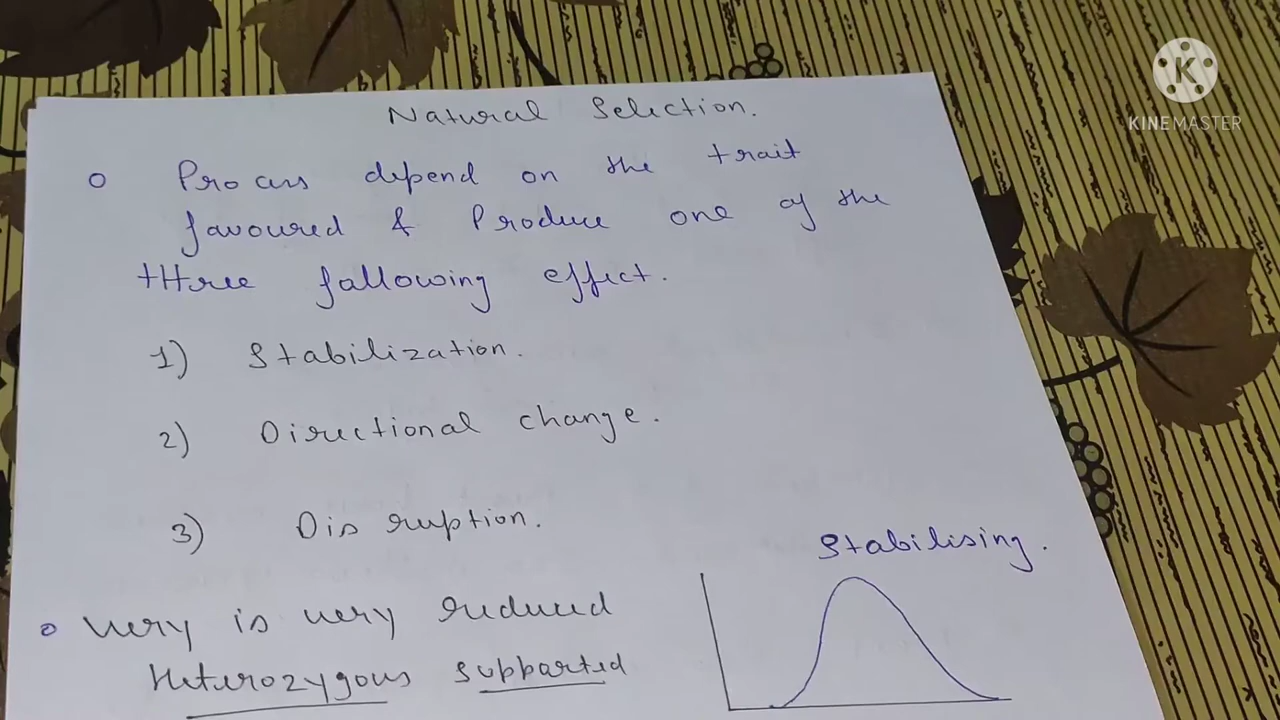 Natural Selection.
KINEMASTER
o Process depend on the trait
favoured & Produce one of the
tHree following effect.
1) Stabilization.
2) Directional change.
3) Disruption.
Stabilising.
o Very is very reduced
Heterozygous supported